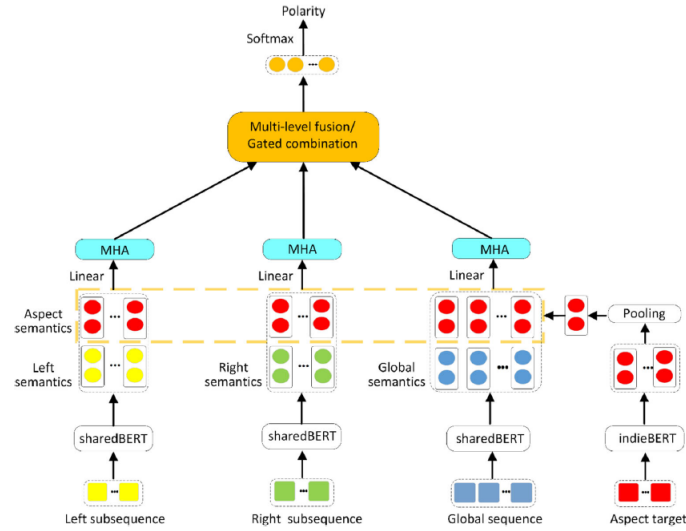 Polarity
Softmax
Multi-level fusion/
Gated combination
MHA
MHA
MHA
Linear
Linear
Linear
Aspect
semantics
Pooling
Left
semantics
Right
semantics
Global
semantics
sharedBERT
sharedBERT
sharedBERT
indieBERT
Left subsequence
Right subsequence
Global sequence
Aspect target